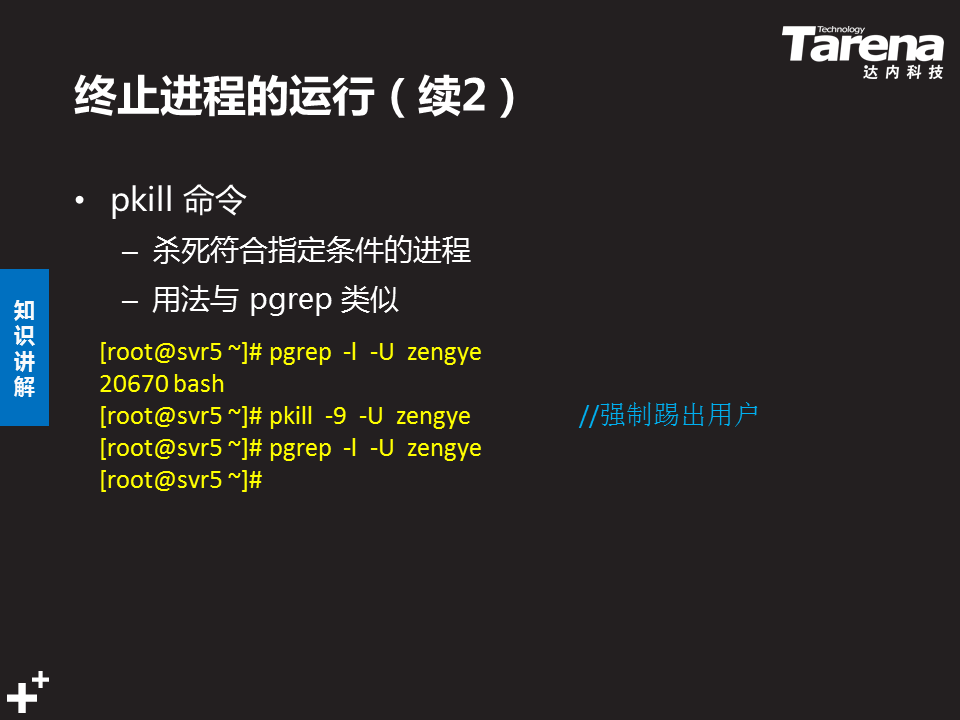 Technology
Tarena
达内科技
终止进程的运行（续2）
• pkill 命令
– 杀死符合指定条件的进程
– 用法与 pgrep 类似
知识讲解
[root@svr5 ~]# pgrep -l -U zengye
20670 bash
[root@svr5 ~]# pkill -9 -U zengye //强制踢出用户
[root@svr5 ~]# pgrep -l -U zengye
[root@svr5 ~]#